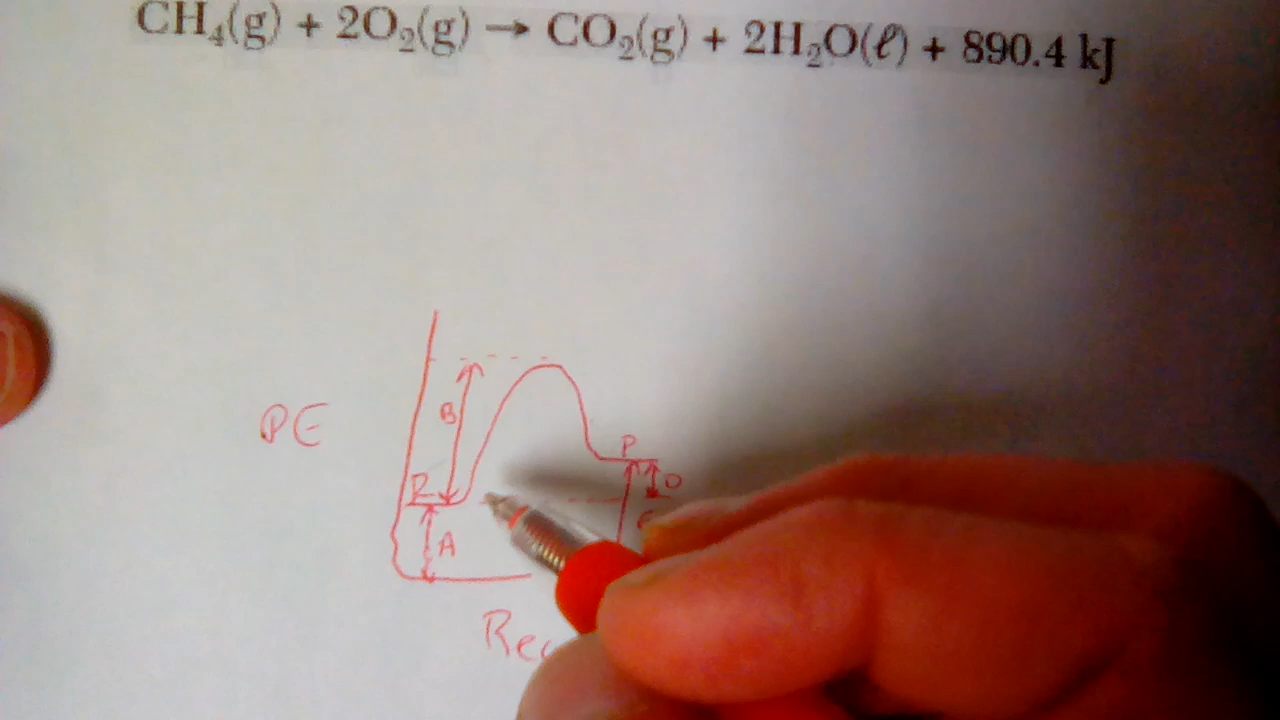 CH₄(g) + 2O₂(g) → CO₂(g) + 2H₂O(ℓ) + 890.4 kJ
PE
B
P
R
D
A